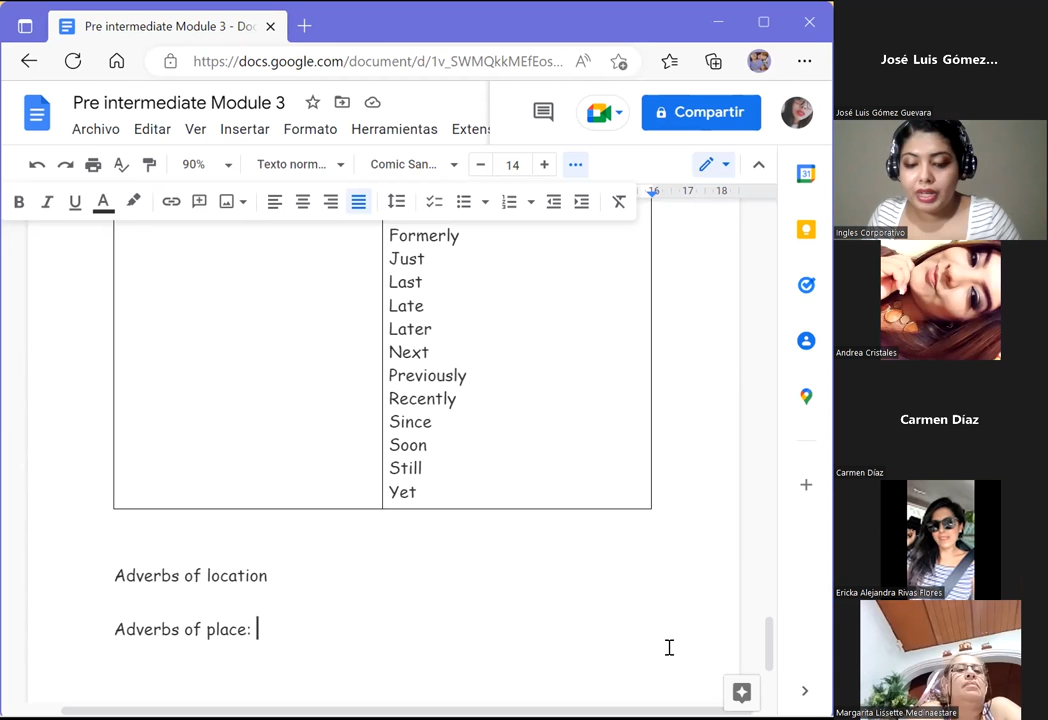 Pre intermediate Module 3 - Doc
https://docs.google.com/document/d/1v_SWMQkkMEfEos...
Pre intermediate Module 3
Archivo Editar Ver Insertar Formato Herramientas Extens
Compartir
90% Texto norm... Comic San... 14
16 17 18
Formerly
Just
Last
Late
Later
Next
Previously
Recently
Since
Soon
Still
Yet
Adverbs of location
Adverbs of place:
José Luis Gómez...
José Luis Gómez Guevara
Ingles Corporativo
Andrea Cristales
Carmen Díaz
Carmen Díaz
Ericka Alejandra Rivas Flores
Margarita Lissette Medinaestare